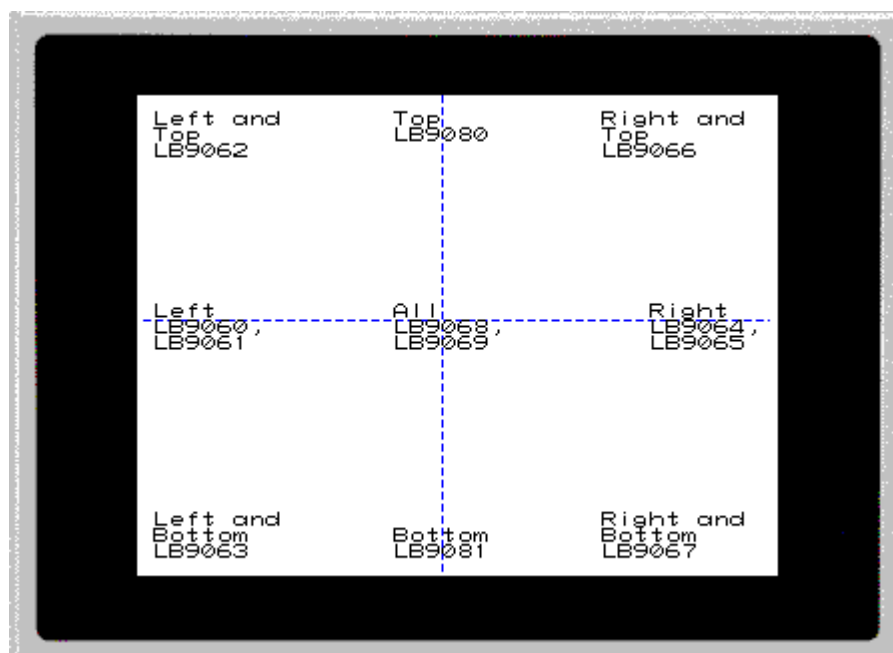 Left and
Top
LB9062
Top
LB9080
Right and
Top
LB9066
Left
LB9060,
LB9061
All
LB9068,
LB9069
Right
LB9064,
LB9065
Left and
Bottom
LB9063
Bottom
LB9081
Right and
Bottom
LB9067